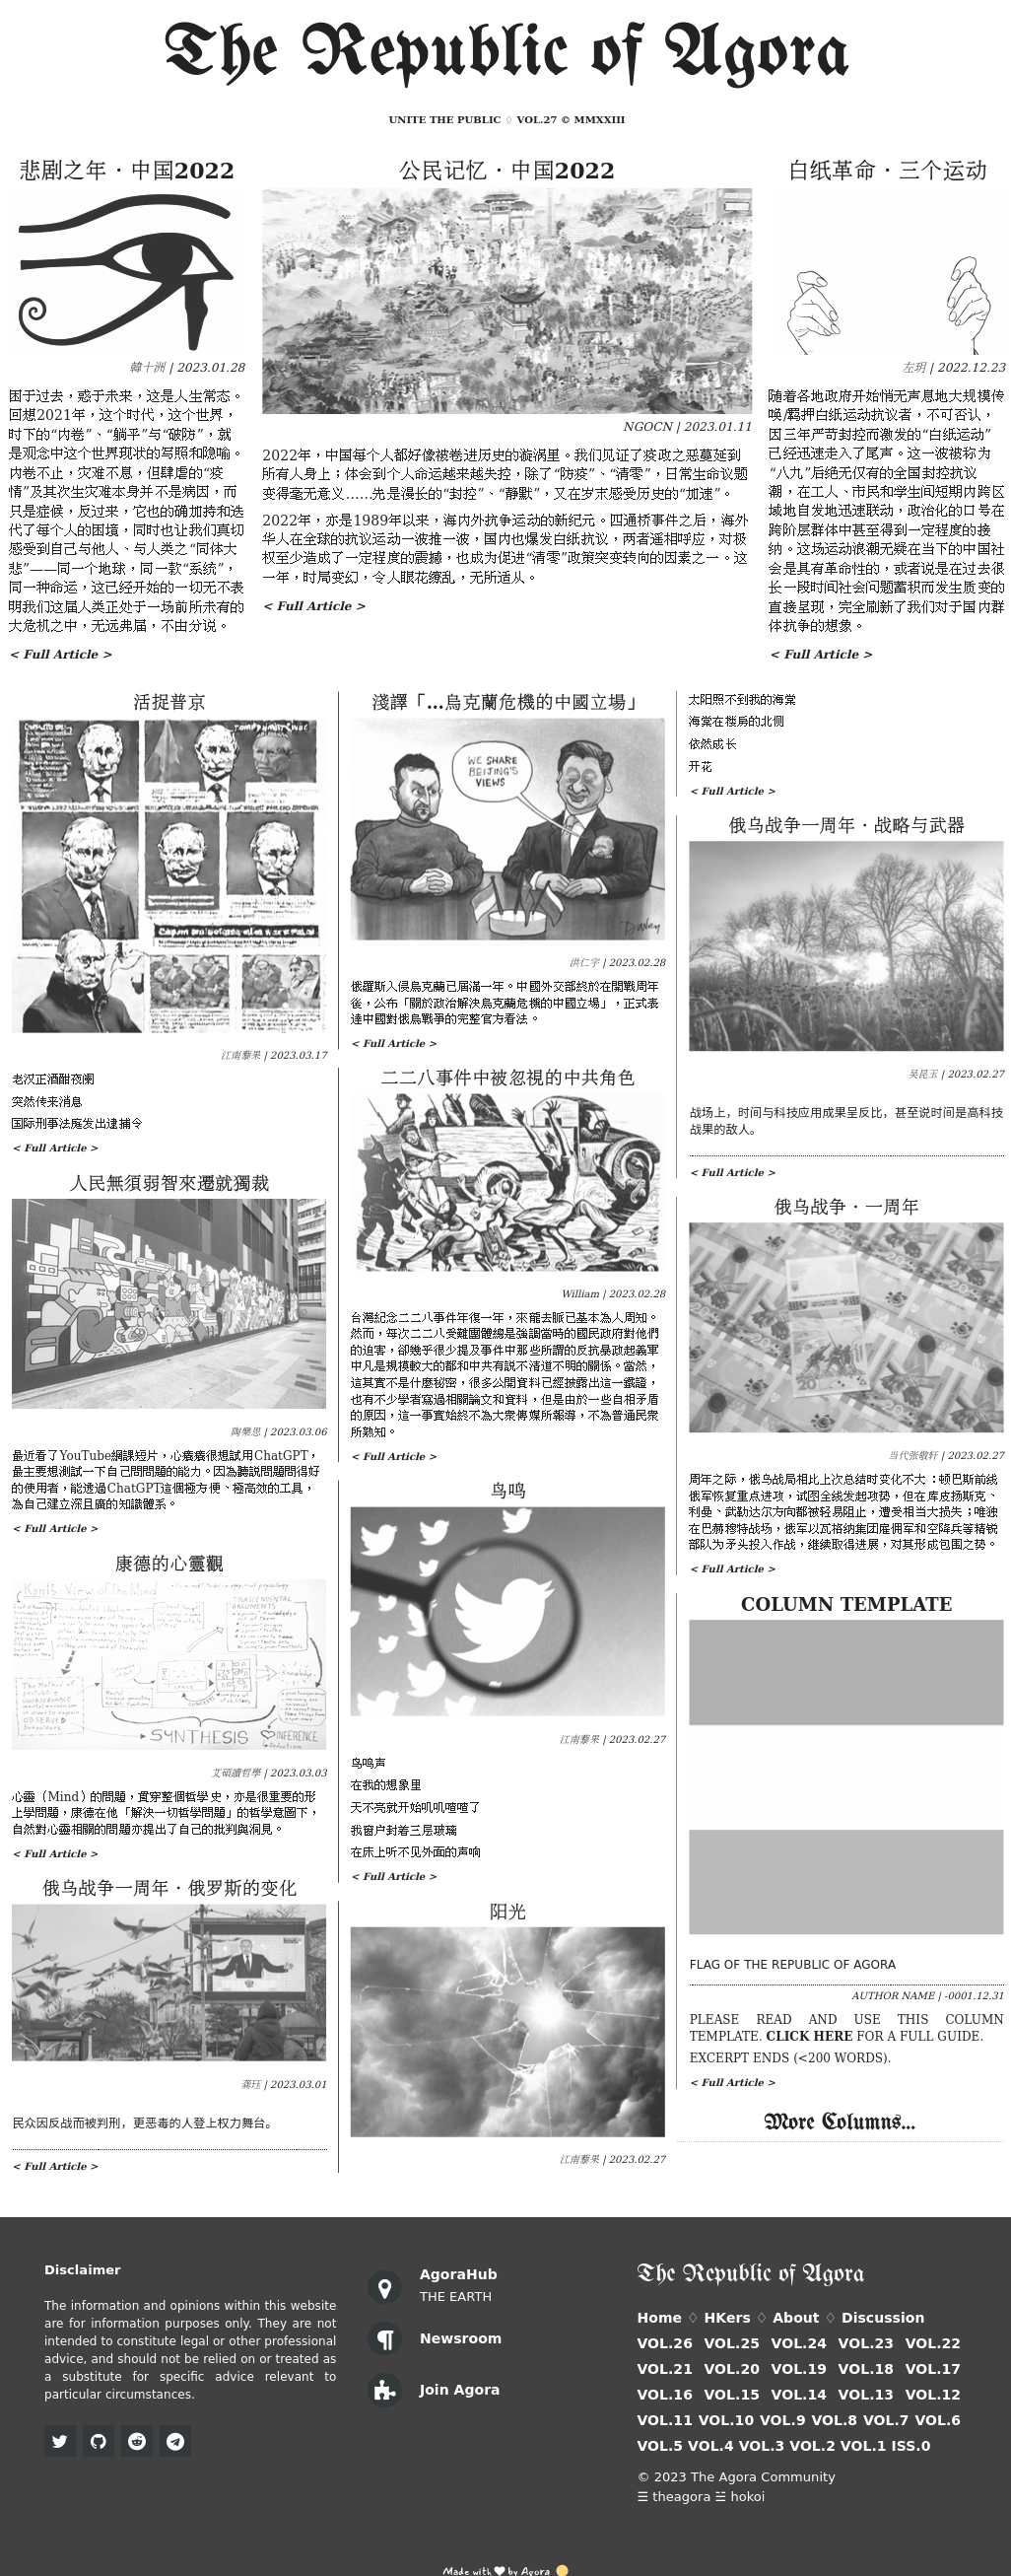 The Republic of Agora
UNITE THE PUBLIC ♢ VOL.27 © MMXXIII
悲剧之年 · 中国2022
韓十洲 | 2023.01.28
困于过去，惑于未来，这是人生常态。
回想2021年，这个时代，这个世界，
时下的“内卷”、“躺平”与“破防”，就
是观念中这个世界现状的写照和隐喻。
内卷不止，灾难不息，但肆虐的“疫
情”及其次生灾难本身并不是病因，而
只是症候，反过来，它也的确加持和迭
代了每个人的困境，同时也让我们真切
感受到自己与他人、与人类之“同体大
悲”——同一个地球，同一款“系统”，
同一种命运，这已经开始的一切无不表
明我们这届人类正处于一场前所未有的
大危机之中，无远弗届，不由分说。
< Full Article >
公民记忆 · 中国2022
NGOCN | 2023.01.11
2022年，中国每个人都好像被卷进历史的漩涡里。我们见证了疫政之恶蔓延到
所有人身上；体会到个人命运越来越失控，除了“防疫”、“清零”，日常生命议题
变得毫无意义……先是漫长的“封控”、“静默”，又在岁末感受历史的“加速”。
2022年，亦是1989年以来，海内外抗争运动的新纪元。四通桥事件之后，海外
华人在全球的抗议运动一波推一波，国内也爆发白纸抗议，两者遥相呼应，对极
权至少造成了一定程度的震撼，也成为促进“清零”政策突变转向的因素之一。这
一年，时局变幻，令人眼花缭乱，无所适从。
< Full Article >
白纸革命 · 三个运动
左玥 | 2022.12.23
随着各地政府开始悄无声息地大规模传
唤/羁押白纸运动抗议者，不可否认，
因三年严苛封控而激发的“白纸运动”
已经迅速走入了尾声。这一波被称为
“八九”后绝无仅有的全国封控抗议
潮，在工人、市民和学生间短期内跨区
域地自发地迅速联动，政治化的口号在
跨阶层群体中甚至得到一定程度的接
纳。这场运动浪潮无疑在当下的中国社
会是具有革命性的，或者说是在过去很
长一段时间社会问题蓄积而发生质变的
直接呈现，完全刷新了我们对于国内群
体抗争的想象。
< Full Article >
活捉普京
江南藜果 | 2023.03.17
老汉正酒酣夜阑
突然传来消息
国际刑事法庭发出逮捕令
< Full Article >
人民無須弱智來遷就獨裁
陶樂思 | 2023.03.06
最近看了YouTube網課短片，心癢癢很想試用ChatGPT，
最主要想測試一下自己問問題的能力。因為聽説問題問得好
的使用者，能透過ChatGPT這個極方便、極高效的工具，
為自己建立深且廣的知識體系。
< Full Article >
康德的心靈觀
Kant's View of the Mind
TRANSCENDENTAL ARGUMENTS
SYNTHESIS
INFERENCE
艾碩讀哲學 | 2023.03.03
心靈（Mind）的問題，貫穿整個哲學史，亦是很重要的形
上學問題，康德在他「解決一切哲學問題」的哲學意圖下，
自然對心靈相關的問題亦提出了自己的批判與洞見。
< Full Article >
俄乌战争一周年 · 俄罗斯的变化
龚珏 | 2023.03.01
民众因反战而被判刑，更恶毒的人登上权力舞台。
< Full Article >
淺譯「…烏克蘭危機的中國立場」
WE SHARE
BEIJING'S
VIEWS
洪仁宇 | 2023.02.28
俄羅斯入侵烏克蘭已屆滿一年。中國外交部終於在開戰周年
後，公布「關於政治解決烏克蘭危機的中國立場」，正式表
達中國對俄烏戰爭的完整官方看法。
< Full Article >
二二八事件中被忽視的中共角色
William | 2023.02.28
台灣紀念二二八事件年復一年，來龍去脈已基本為人周知。
然而，每次二二八受難團體總是強調當時的國民政府對他們
的迫害，卻幾乎很少提及事件中那些所謂的反抗暴政起義軍
中凡是規模較大的都和中共有說不清道不明的關係。當然，
這其實不是什麼秘密，很多公開資料已經披露出這一鐵證，
也有不少學者寫過相關論文和資料，但是由於一些自相矛盾
的原因，這一事實始終不為大眾傳媒所報導，不為普通民衆
所熟知。
< Full Article >
鸟鸣
江南藜果 | 2023.02.27
鸟鸣声
在我的想象里
天不亮就开始叽叽喳喳了
我窗户封着三层玻璃
在床上听不见外面的声响
< Full Article >
阳光
江南藜果 | 2023.02.27
太阳照不到我的海棠
海棠在楼房的北侧
依然成长
开花
< Full Article >
俄乌战争一周年 · 战略与武器
吴昆玉 | 2023.02.27
战场上，时间与科技应用成果呈反比，甚至说时间是高科技
战果的敌人。
< Full Article >
俄乌战争 · 一周年
当代张敬轩 | 2023.02.27
周年之际，俄乌战局相比上次总结时变化不大：顿巴斯前线
俄军恢复重点进攻，试图全线发起攻势，但在库皮扬斯克、
利曼、武勒达尔方向都被轻易阻止，遭受相当大损失；唯独
在巴赫穆特战场，俄军以瓦格纳集团雇佣军和空降兵等精锐
部队为矛头投入作战，继续取得进展，对其形成包围之势。
< Full Article >
COLUMN TEMPLATE
FLAG OF THE REPUBLIC OF AGORA
AUTHOR NAME | -0001.12.31
PLEASE READ AND USE THIS COLUMN
TEMPLATE. CLICK HERE FOR A FULL GUIDE.
EXCERPT ENDS (<200 WORDS).
< Full Article >
More Columns...
Disclaimer
The information and opinions within this website
are for information purposes only. They are not
intended to constitute legal or other professional
advice, and should not be relied on or treated as
a substitute for specific advice relevant to
particular circumstances.
AgoraHub
THE EARTH
Newsroom
Join Agora
The Republic of Agora
Home ♢ HKers ♢ About ♢ Discussion
VOL.26 VOL.25 VOL.24 VOL.23 VOL.22
VOL.21 VOL.20 VOL.19 VOL.18 VOL.17
VOL.16 VOL.15 VOL.14 VOL.13 VOL.12
VOL.11 VOL.10 VOL.9 VOL.8 VOL.7 VOL.6
VOL.5 VOL.4 VOL.3 VOL.2 VOL.1 ISS.0
© 2023 The Agora Community
☰ theagora ☵ hokoi
Made with ❤ by Agora